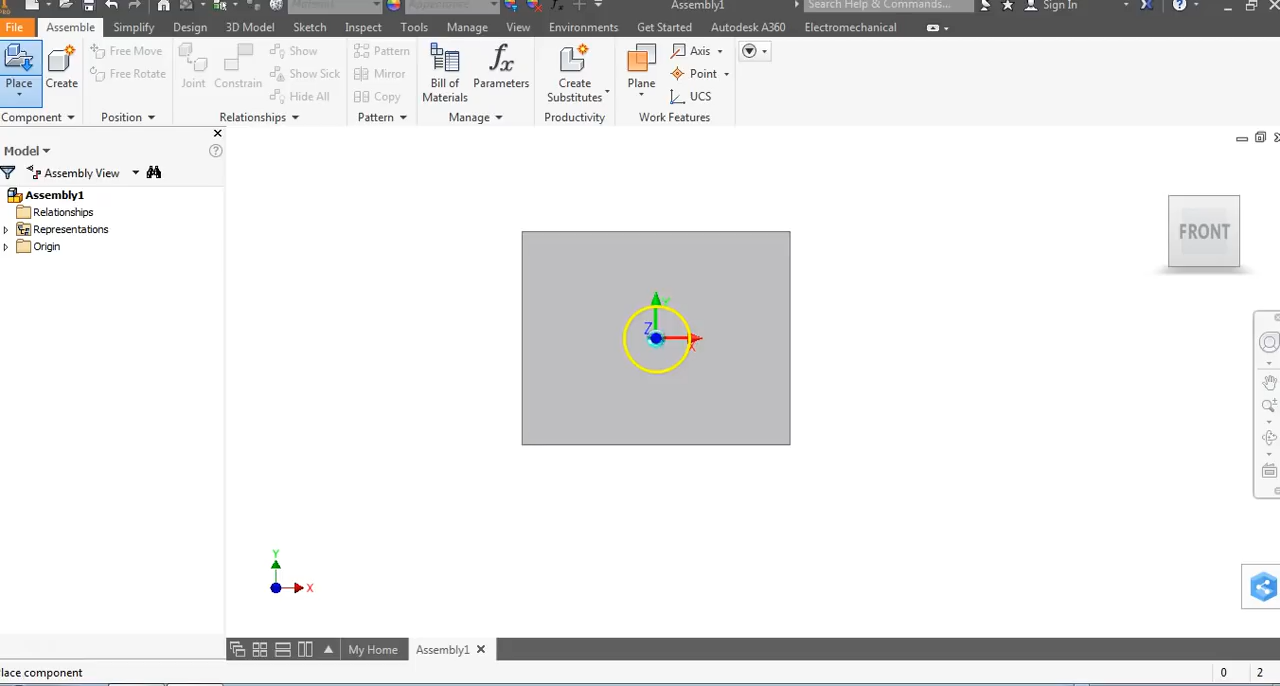 Assembly1
Search Help & Commands...
Sign In
File Assemble Simplify Design 3D Model Sketch Inspect Tools Manage View Environments Get Started Autodesk A360 Electromechanical
Place
Create
Free Move
Free Rotate
Joint
Constrain
Show
Show Sick
Hide All
Pattern
Mirror
Copy
Bill of
Materials
Parameters
Create
Substitutes
Plane
Axis
Point
UCS
Component Position Relationships Pattern Manage Productivity Work Features
Model
Assembly View
Assembly1
Relationships
Representations
Origin
FRONT
Y
Z
X
Y
X
My Home
Assembly1
lace component
0 2